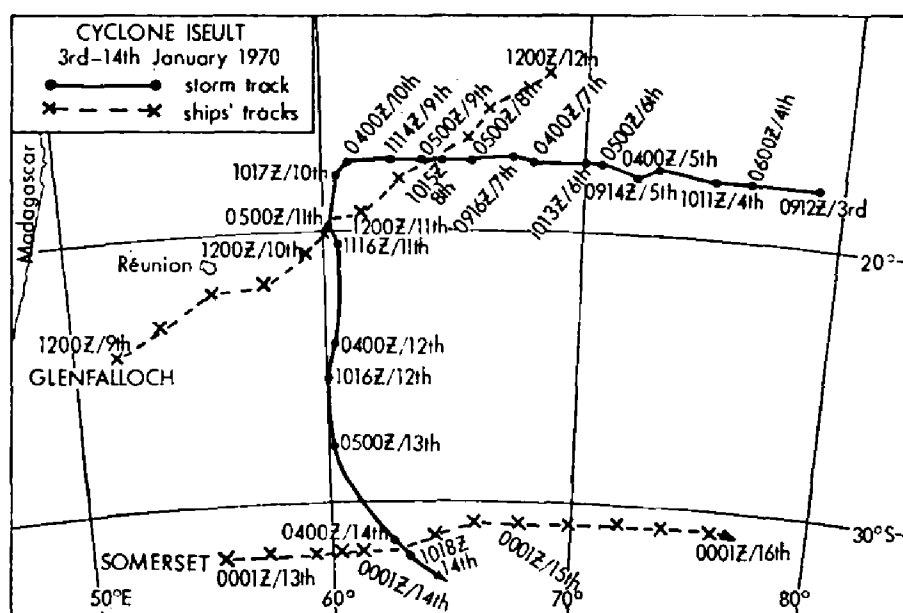 CYCLONE ISEULT
3rd–14th January 1970
storm track
ships' tracks
Madagascar
1200Z/12th
0400Z/10th
1114Z/9th
0500Z/9th
0500Z/8th
0400Z/7th
0500Z/6th
0400Z/5th
0600Z/4th
1017Z/10th
1015Z
8th
0916Z/7th
1013Z/6th
0914Z/5th
1011Z/4th
0912Z/3rd
0500Z/11th
1200Z/11th
1200Z/10th
1116Z/11th
20°
Réunion
0400Z/12th
1200Z/9th
GLENFALLOCH
1016Z/12th
0500Z/13th
0400Z/14th
30°S
SOMERSET
0001Z/13th
0001Z/14th
1018Z
14th
0001Z/15th
0001Z/16th
50°E
60°
70°
80°